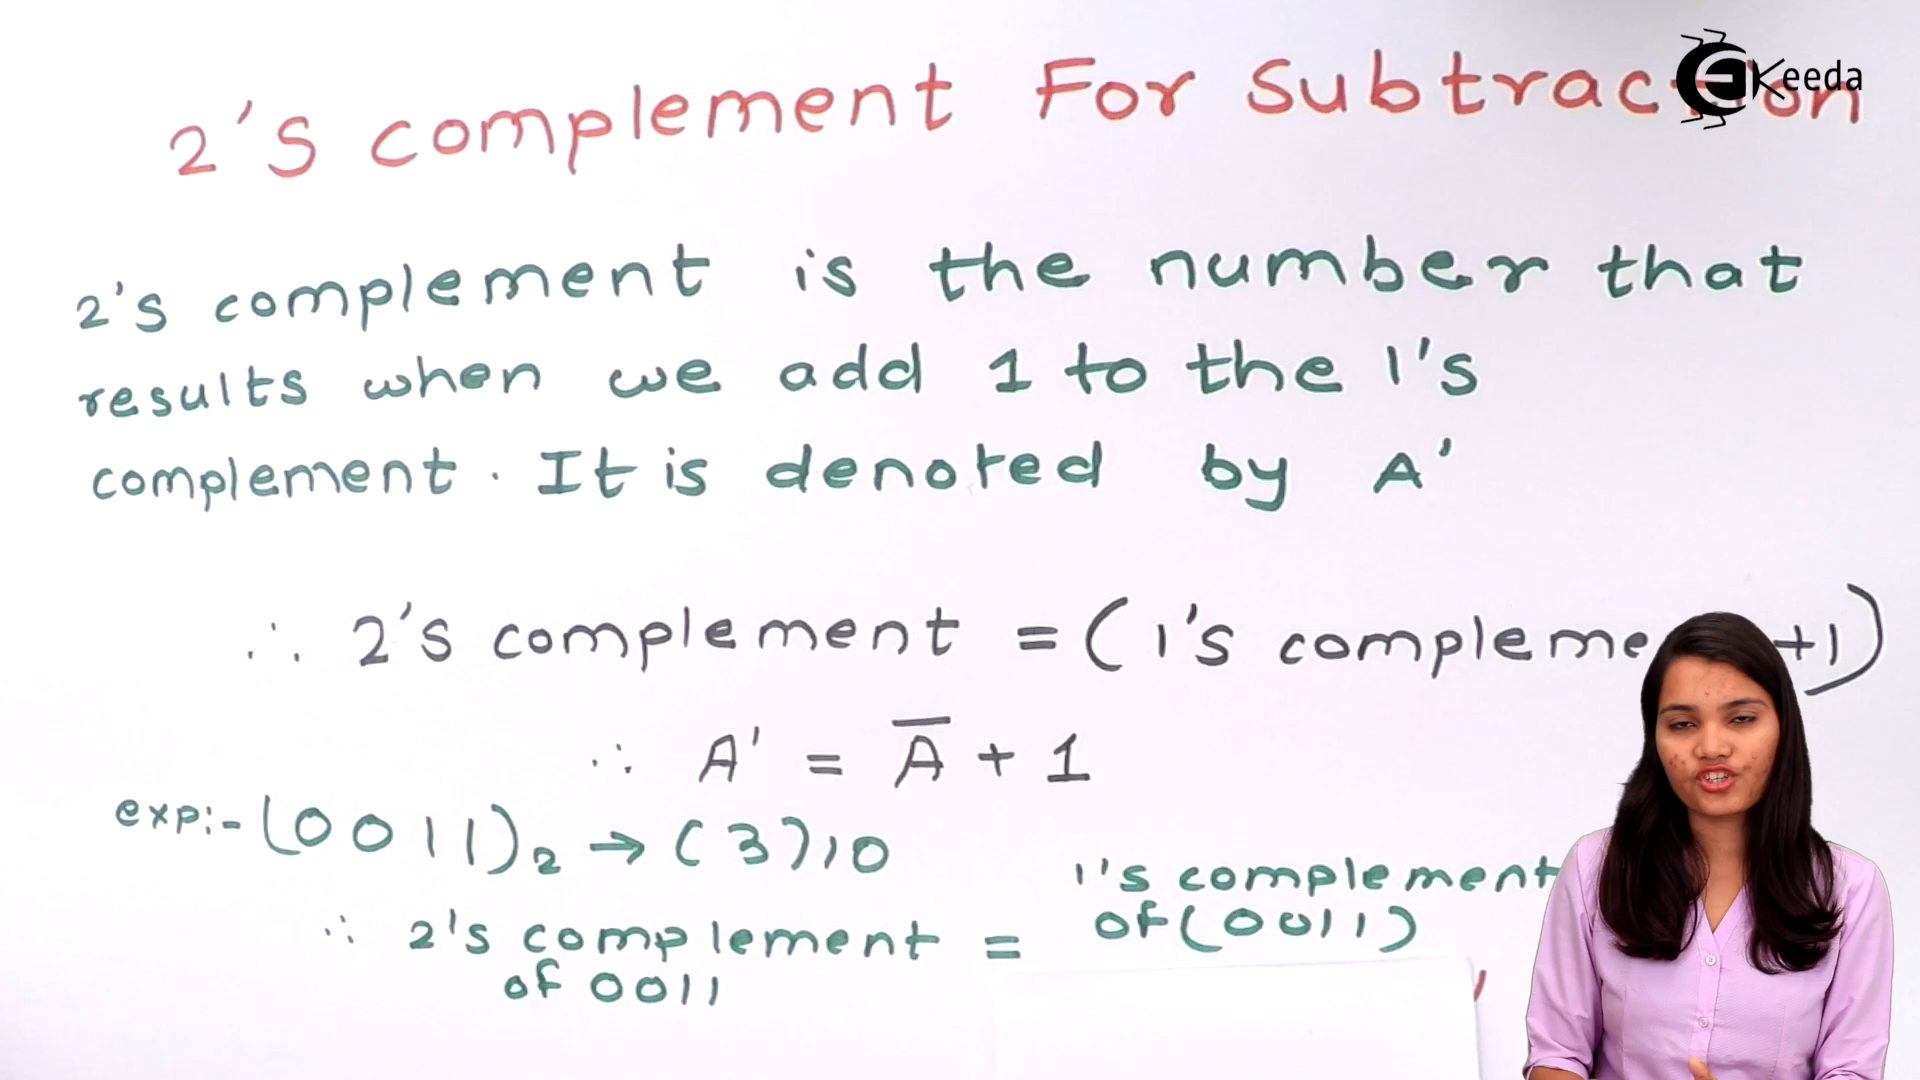 2's complement For Subtraction
EKeeda
2's complement is the number that
results when we add 1 to the 1's
complement. It is denoted by A'
∴ 2's complement = (1's compleme +1)
∴ A' = A̅ + 1
exp:- (0011)₂ → (3)10
1's complement
of (0011)
∴ 2's complement =
of 0011